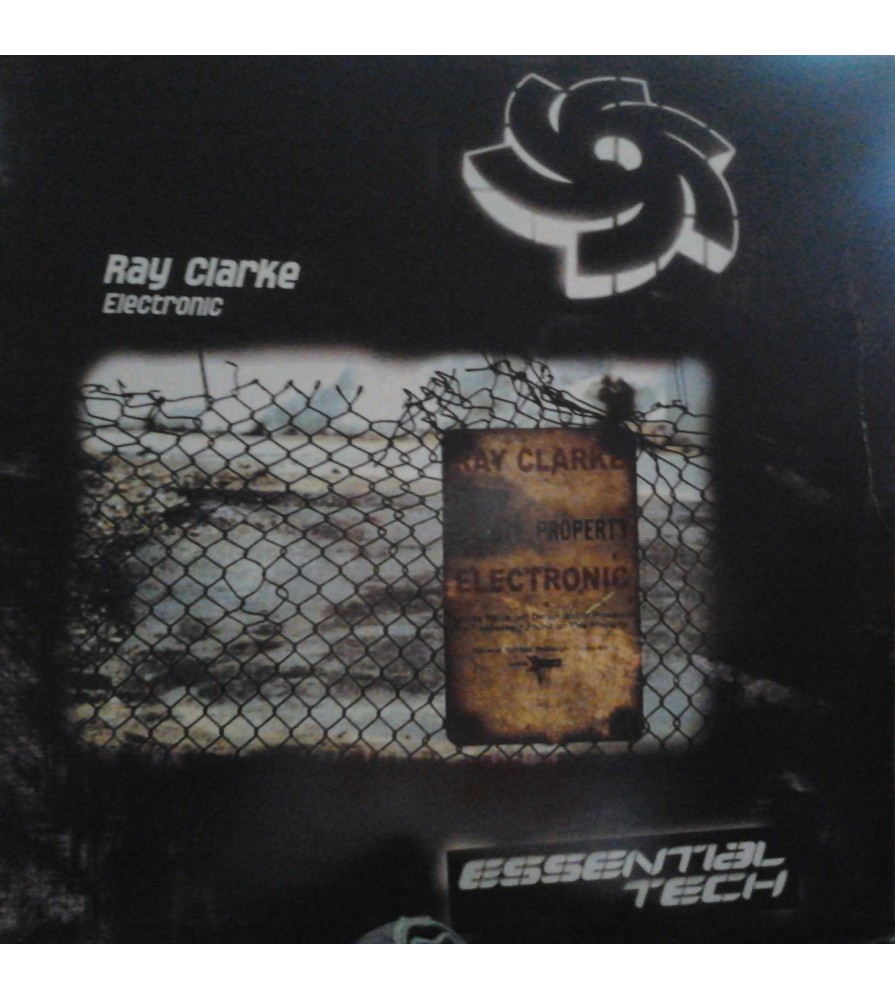 Ray Clarke
Electronic
RAY CLARKE
PROPERTY
ELECTRONIC
ESSENTIAL
TECH